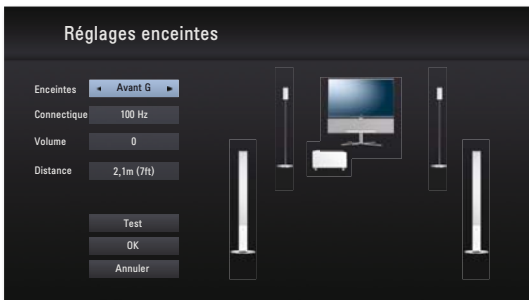 Réglages enceintes
Enceintes Avant G
Connectique 100 Hz
Volume 0
Distance 2,1m (7ft)
Test
OK
Annuler